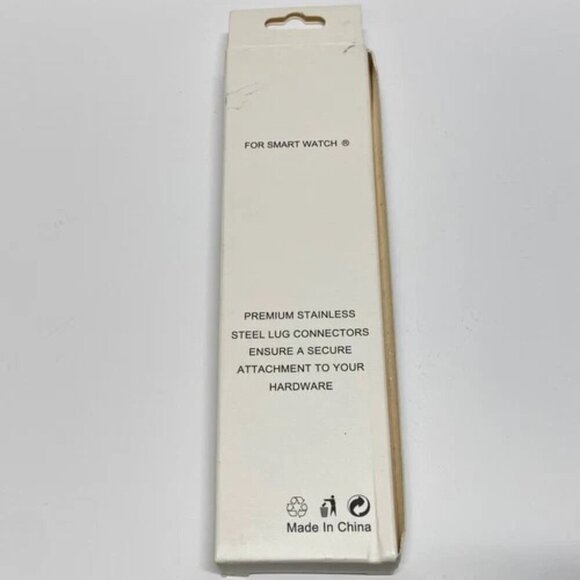 FOR SMART WATCH ®
PREMIUM STAINLESS
STEEL LUG CONNECTORS
ENSURE A SECURE
ATTACHMENT TO YOUR
HARDWARE
Made In China